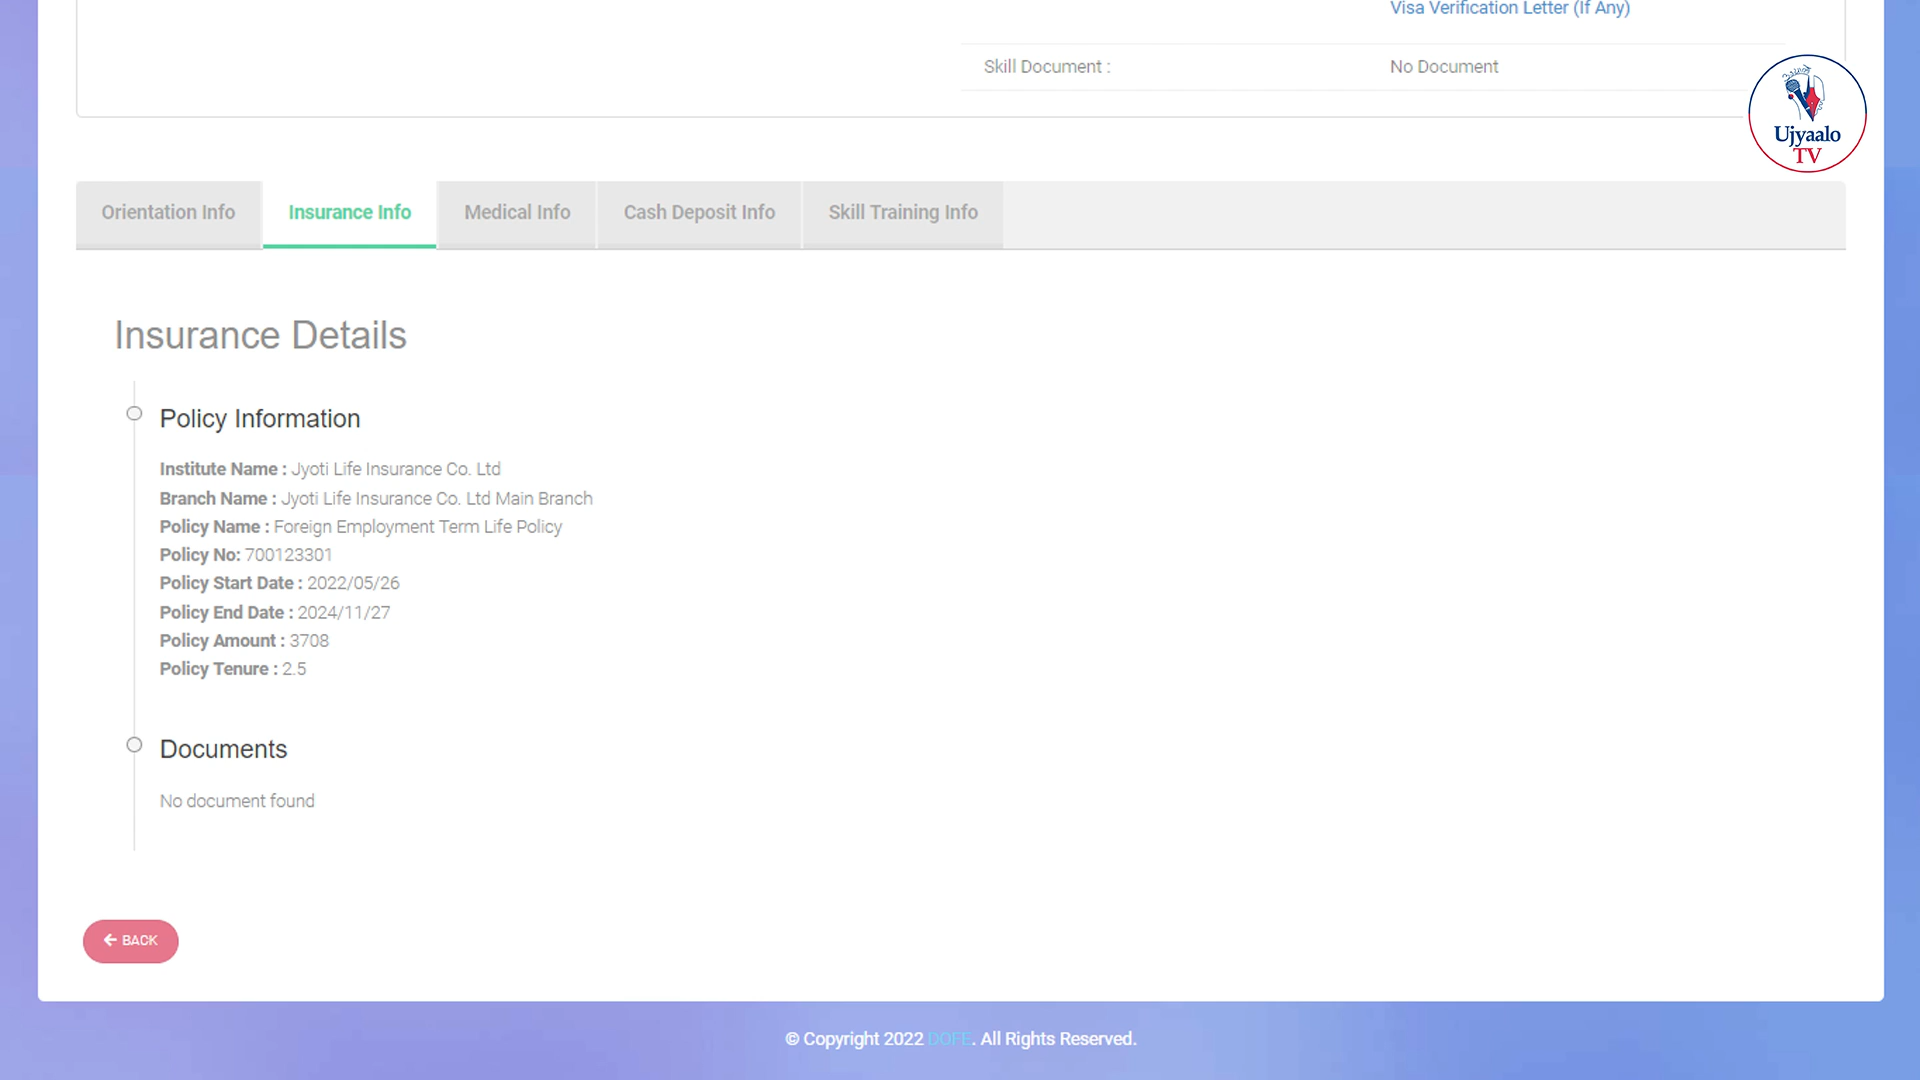 Visa Verification Letter (If Any)
Skill Document : No Document
Ujyaalo
TV
Orientation Info Insurance Info Medical Info Cash Deposit Info Skill Training Info
Insurance Details
Policy Information
Institute Name : Jyoti Life Insurance Co. Ltd
Branch Name : Jyoti Life Insurance Co. Ltd Main Branch
Policy Name : Foreign Employment Term Life Policy
Policy No: 700123301
Policy Start Date : 2022/05/26
Policy End Date : 2024/11/27
Policy Amount : 3708
Policy Tenure : 2.5
Documents
No document found
← BACK
© Copyright 2022 DOFE. All Rights Reserved.